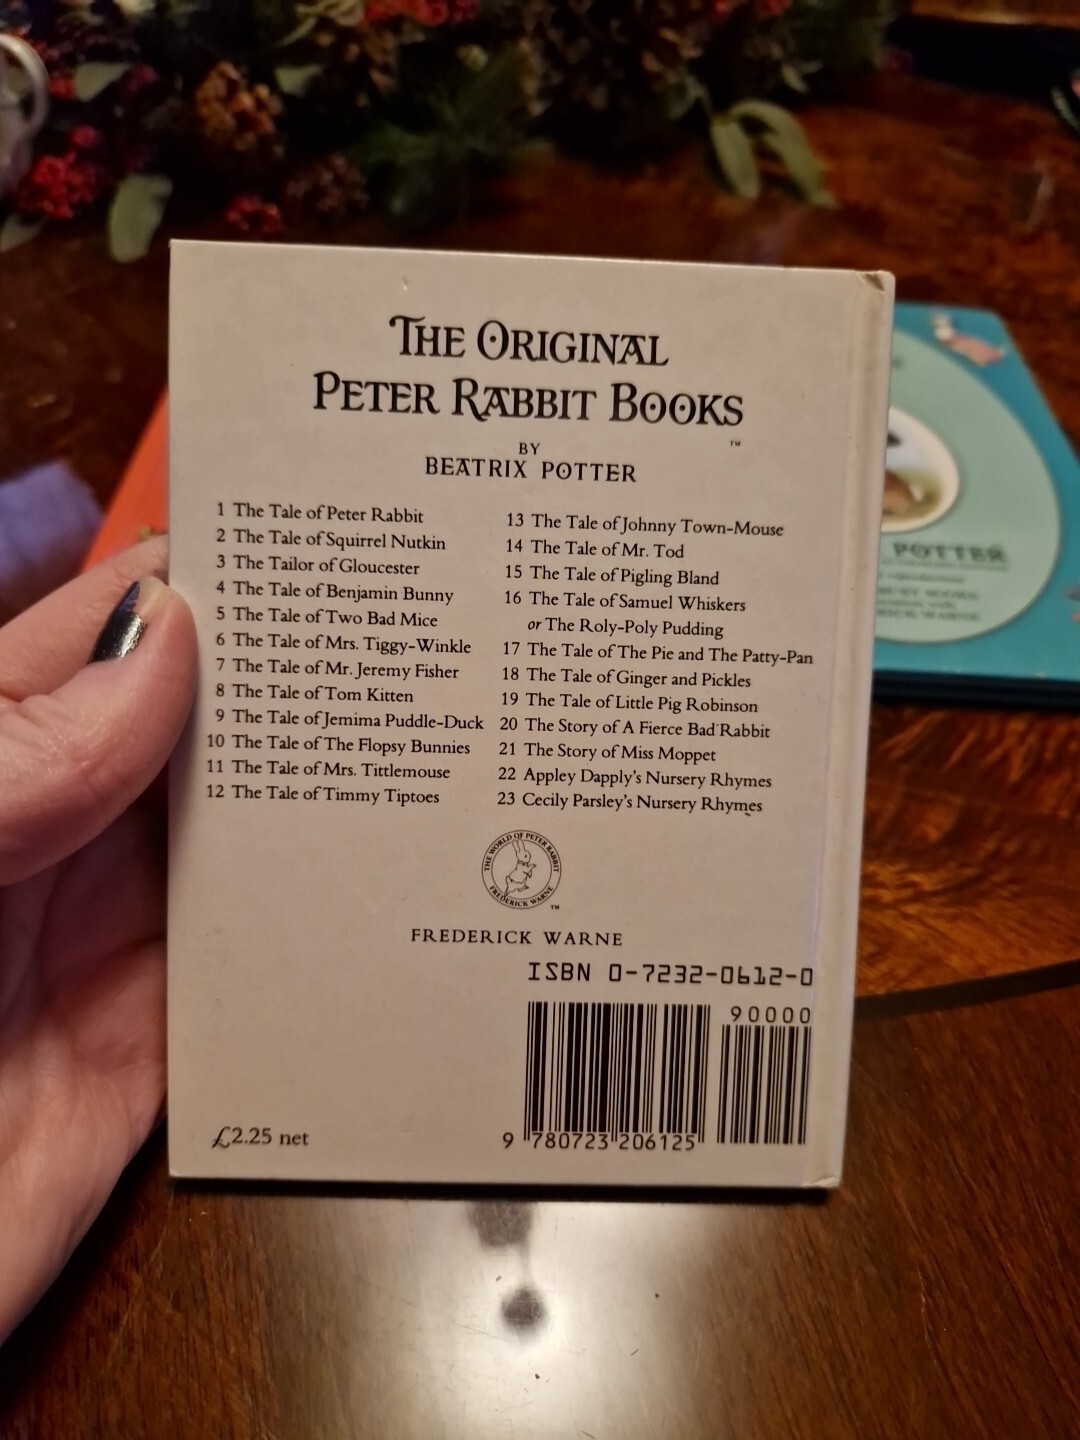 THE ORIGINAL
PETER RABBIT BOOKS
™
BY
BEATRIX POTTER
1 The Tale of Peter Rabbit
2 The Tale of Squirrel Nutkin
3 The Tailor of Gloucester
4 The Tale of Benjamin Bunny
5 The Tale of Two Bad Mice
6 The Tale of Mrs. Tiggy-Winkle
7 The Tale of Mr. Jeremy Fisher
8 The Tale of Tom Kitten
9 The Tale of Jemima Puddle-Duck
10 The Tale of The Flopsy Bunnies
11 The Tale of Mrs. Tittlemouse
12 The Tale of Timmy Tiptoes
13 The Tale of Johnny Town-Mouse
14 The Tale of Mr. Tod
15 The Tale of Pigling Bland
16 The Tale of Samuel Whiskers
or The Roly-Poly Pudding
17 The Tale of The Pie and The Patty-Pan
18 The Tale of Ginger and Pickles
19 The Tale of Little Pig Robinson
20 The Story of A Fierce Bad Rabbit
21 The Story of Miss Moppet
22 Appley Dapply's Nursery Rhymes
23 Cecily Parsley's Nursery Rhymes
THE WORLD OF PETER RABBIT
FREDERICK WARNE
™
FREDERICK WARNE
ISBN 0-7232-0612-0
90000
9 780723 206125
£2.25 net
POTTER